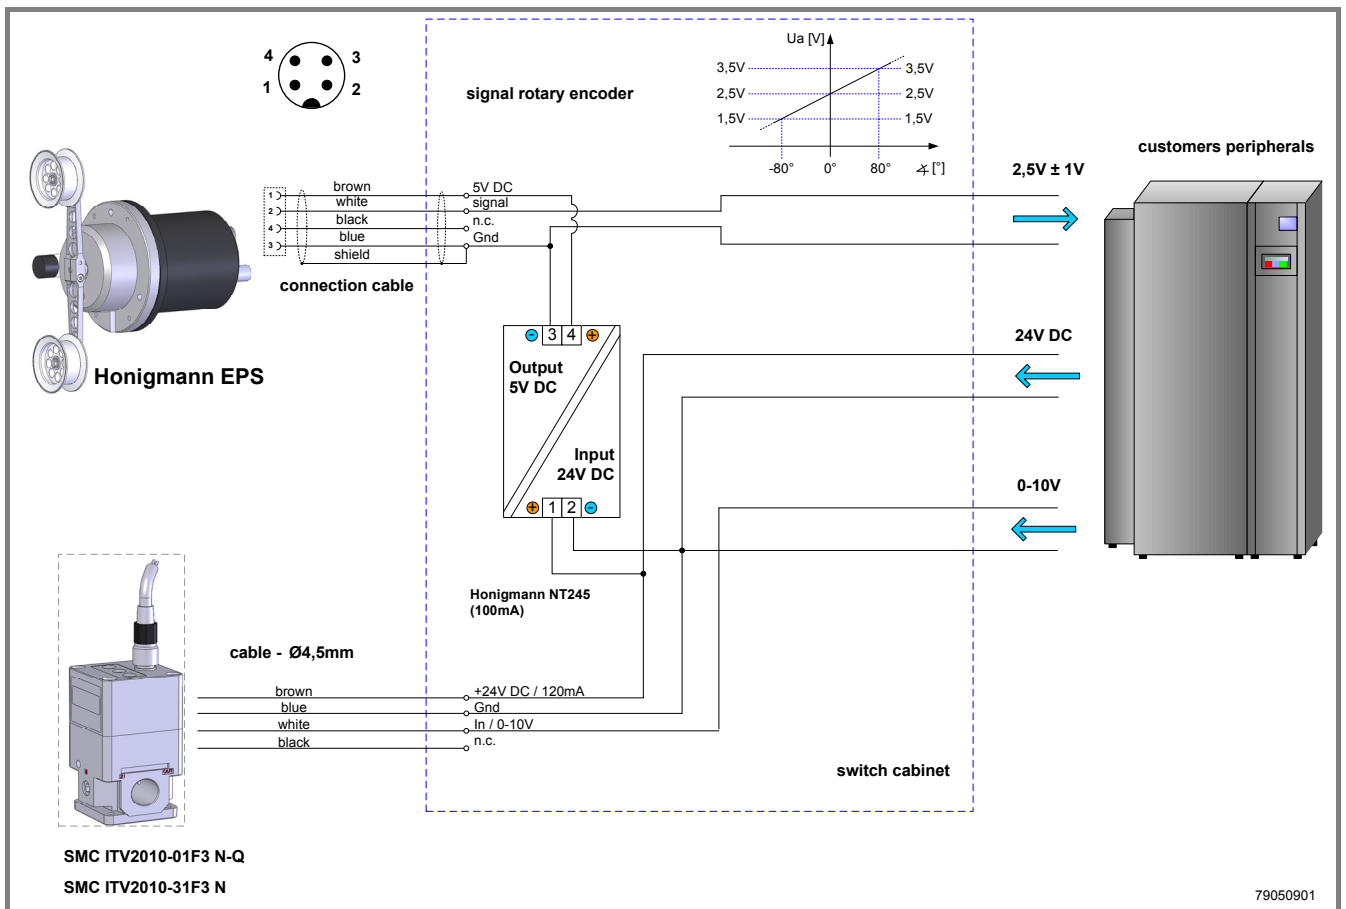 4 3
1 2
signal rotary encoder
Ua [V]
3,5V 3,5V
2,5V 2,5V
1,5V 1,5V
-80° 0° 80° ∡ [°]
customers peripherals
2,5V ± 1V
1 brown 5V DC
2 white signal
4 black n.c.
3 blue Gnd
shield
connection cable
Honigmann EPS
- 3 4 +
Output
5V DC
Input
24V DC
+ 1 2 -
24V DC
0-10V
Honigmann NT245
(100mA)
cable - Ø4,5mm
brown +24V DC / 120mA
blue Gnd
white In / 0-10V
black n.c.
switch cabinet
OUT
SMC ITV2010-01F3 N-Q
SMC ITV2010-31F3 N
79050901